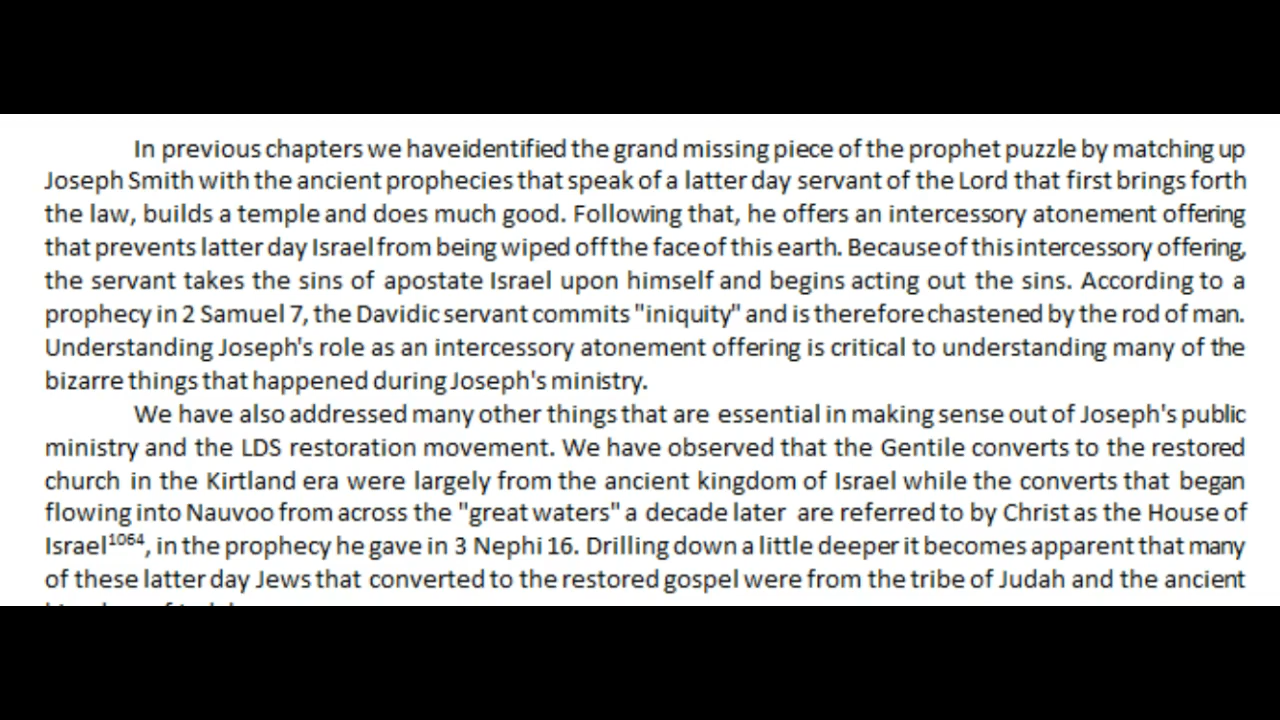 In previous chapters we haveidentified the grand missing piece of the prophet puzzle by matching up
Joseph Smith with the ancient prophecies that speak of a latter day servant of the Lord that first brings forth
the law, builds a temple and does much good. Following that, he offers an intercessory atonement offering
that prevents latter day Israel from being wiped off the face of this earth. Because of this intercessory offering,
the servant takes the sins of apostate Israel upon himself and begins acting out the sins. According to a
prophecy in 2 Samuel 7, the Davidic servant commits "iniquity" and is therefore chastened by the rod of man.
Understanding Joseph's role as an intercessory atonement offering is critical to understanding many of the
bizarre things that happened during Joseph's ministry.
We have also addressed many other things that are essential in making sense out of Joseph's public
ministry and the LDS restoration movement. We have observed that the Gentile converts to the restored
church in the Kirtland era were largely from the ancient kingdom of Israel while the converts that began
flowing into Nauvoo from across the "great waters" a decade later are referred to by Christ as the House of
Israel¹⁰⁶⁴, in the prophecy he gave in 3 Nephi 16. Drilling down a little deeper it becomes apparent that many
of these latter day Jews that converted to the restored gospel were from the tribe of Judah and the ancient